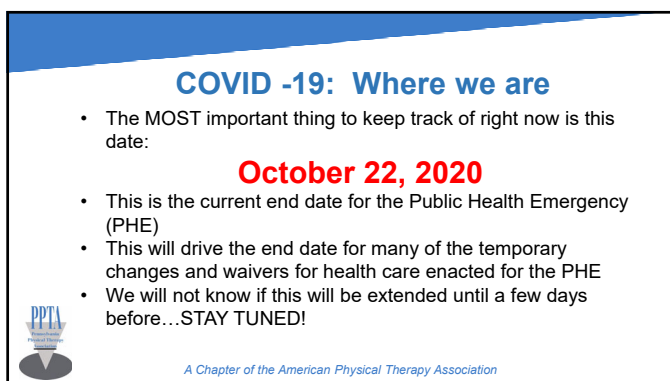 COVID -19:  Where we are
• The MOST important thing to keep track of right now is this
date:
October 22, 2020
• This is the current end date for the Public Health Emergency
(PHE)
• This will drive the end date for many of the temporary
changes and waivers for health care enacted for the PHE
• We will not know if this will be extended until a few days
before…STAY TUNED!
PPTA
Pennsylvania
Physical Therapy
Association
A Chapter of the American Physical Therapy Association